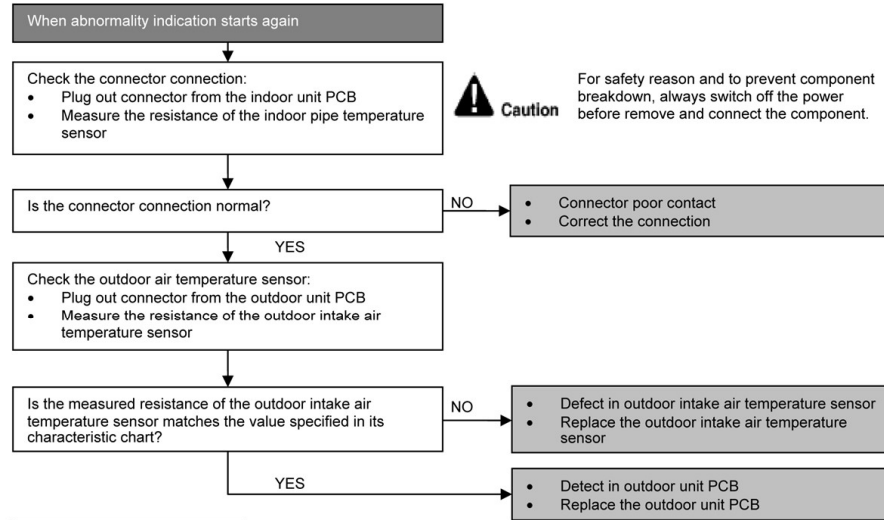 When abnormality indication starts again
Check the connector connection:
• Plug out connector from the indoor unit PCB
• Measure the resistance of the indoor pipe temperature
sensor
Caution
For safety reason and to prevent component
breakdown, always switch off the power
before remove and connect the component.
Is the connector connection normal?
NO
• Connector poor contact
• Correct the connection
YES
Check the outdoor air temperature sensor:
• Plug out connector from the outdoor unit PCB
• Measure the resistance of the outdoor intake air
temperature sensor
Is the measured resistance of the outdoor intake air
temperature sensor matches the value specified in its
characteristic chart?
NO
• Defect in outdoor intake air temperature sensor
• Replace the outdoor intake air temperature
sensor
YES
• Detect in outdoor unit PCB
• Replace the outdoor unit PCB